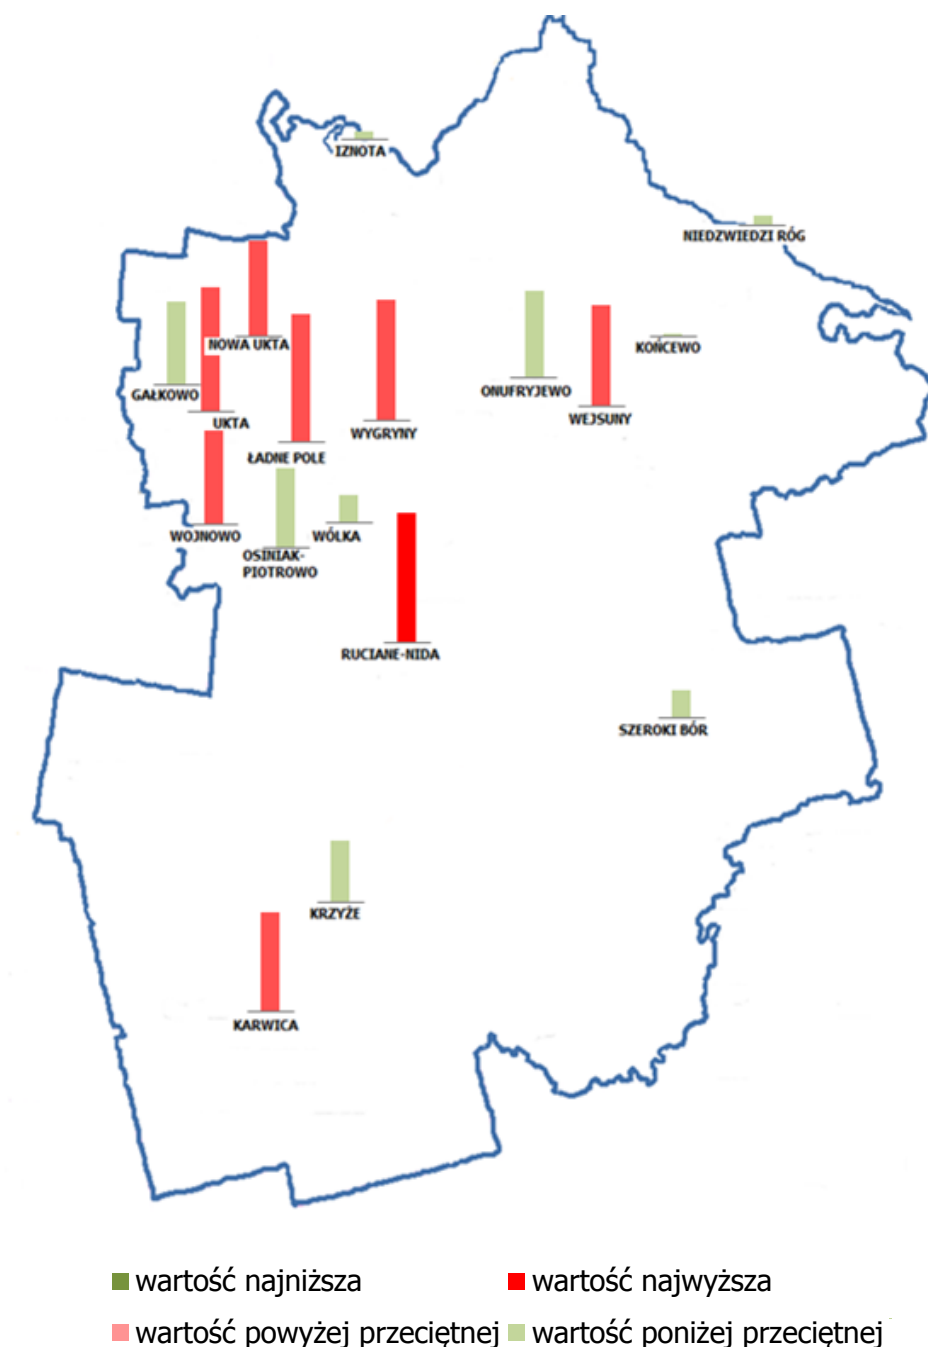 IZNOTA
NIEDZWIEDZI RÓG
NOWA UKTA
KOŃCEWO
GAŁKOWO
ONUFRYJEWO
UKTA
WEJSUNY
WYGRYNY
ŁADNE POLE
WOJNOWO
WÓLKA
OSINIAK-
PIOTROWO
RUCIANE-NIDA
SZEROKI BÓR
KRZYŻE
KARWICA
wartość najniższa
wartość najwyższa
wartość powyżej przeciętnej
wartość poniżej przeciętnej